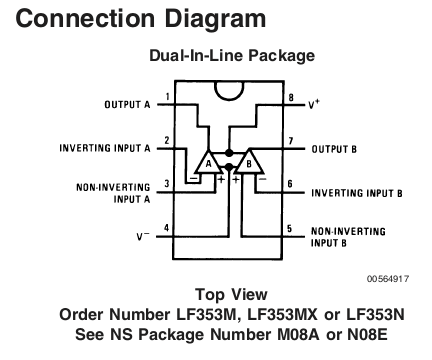 Connection Diagram
Dual-In-Line Package
OUTPUT A
1
8
V+
INVERTING INPUT A
2
7
OUTPUT B
A
B
− + + −
NON-INVERTING
INPUT A
3
6
INVERTING INPUT B
V−
4
5
NON-INVERTING
INPUT B
00564917
Top View
Order Number LF353M, LF353MX or LF353N
See NS Package Number M08A or N08E